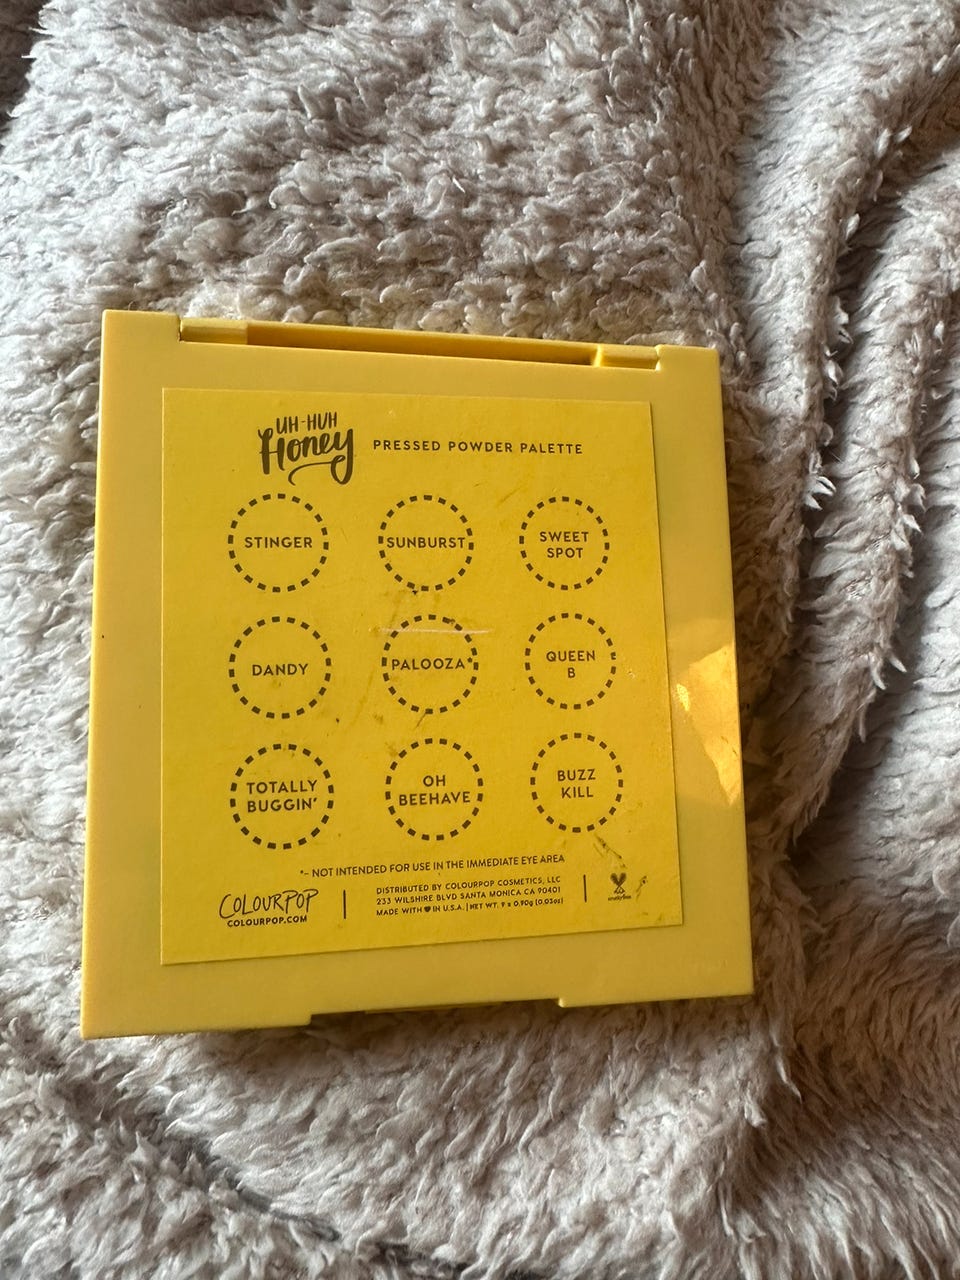 UH-HUH
Honey
PRESSED POWDER PALETTE
STINGER
SUNBURST
SWEET
SPOT
DANDY
PALOOZA*
QUEEN
B
TOTALLY
BUGGIN'
OH
BEEHAVE
BUZZ
KILL
*- NOT INTENDED FOR USE IN THE IMMEDIATE EYE AREA
COLOURPOP
COLOURPOP.COM
DISTRIBUTED BY COLOURPOP COSMETICS, LLC
233 WILSHIRE BLVD SANTA MONICA CA 90401
MADE WITH ♥ IN U.S.A. | NET WT. 9 x 0.90g (0.03oz)
crueltyfree